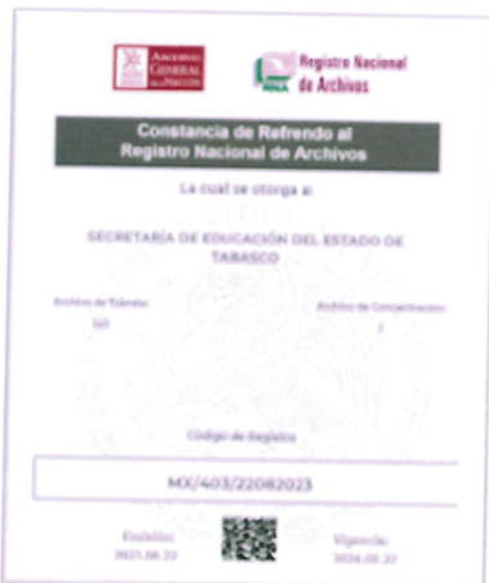 ARCHIVO
GENERAL
DE LA NACIÓN
RNA
Registro Nacional
de Archivos
Constancia de Refrendo al
Registro Nacional de Archivos
La cual se otorga a:
SECRETARÍA DE EDUCACIÓN DEL ESTADO DE
TABASCO
Archivo de Trámite:
Archivo de Concentración:
Código de Registro
MX/403/22082023
Emisión:
Vigencia: